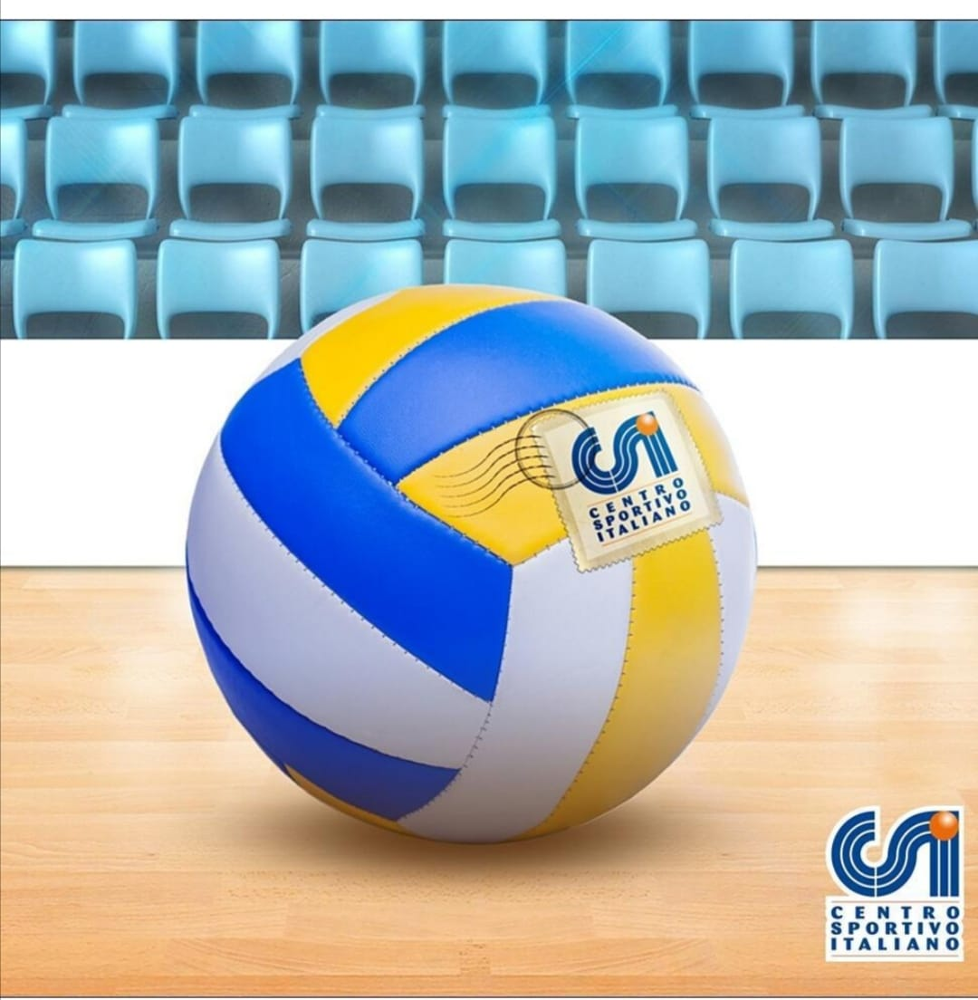 CSI
CENTRO
SPORTIVO
ITALIANO
CSI
CENTRO
SPORTIVO
ITALIANO